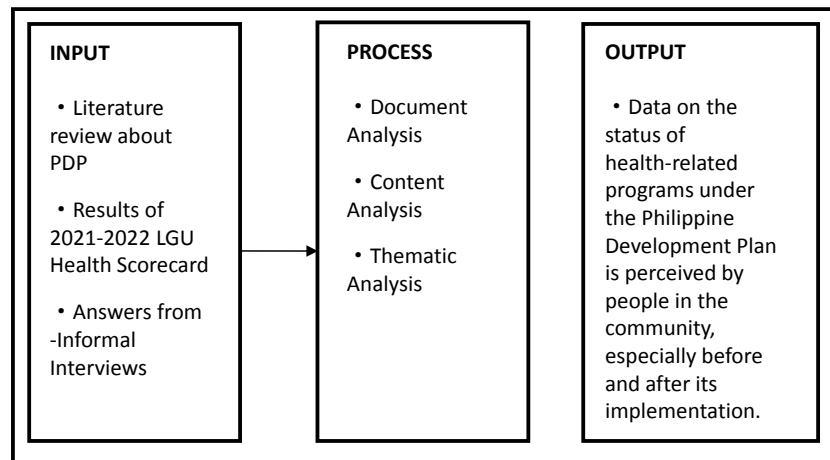 INPUT
• Literature
review about
PDP
• Results of
2021-2022 LGU
Health Scorecard
• Answers from
-Informal
Interviews
PROCESS
• Document
Analysis
• Content
Analysis
• Thematic
Analysis
OUTPUT
• Data on the
status of
health-related
programs under
the Philippine
Development Plan
is perceived by
people in the
community,
especially before
and after its
implementation.